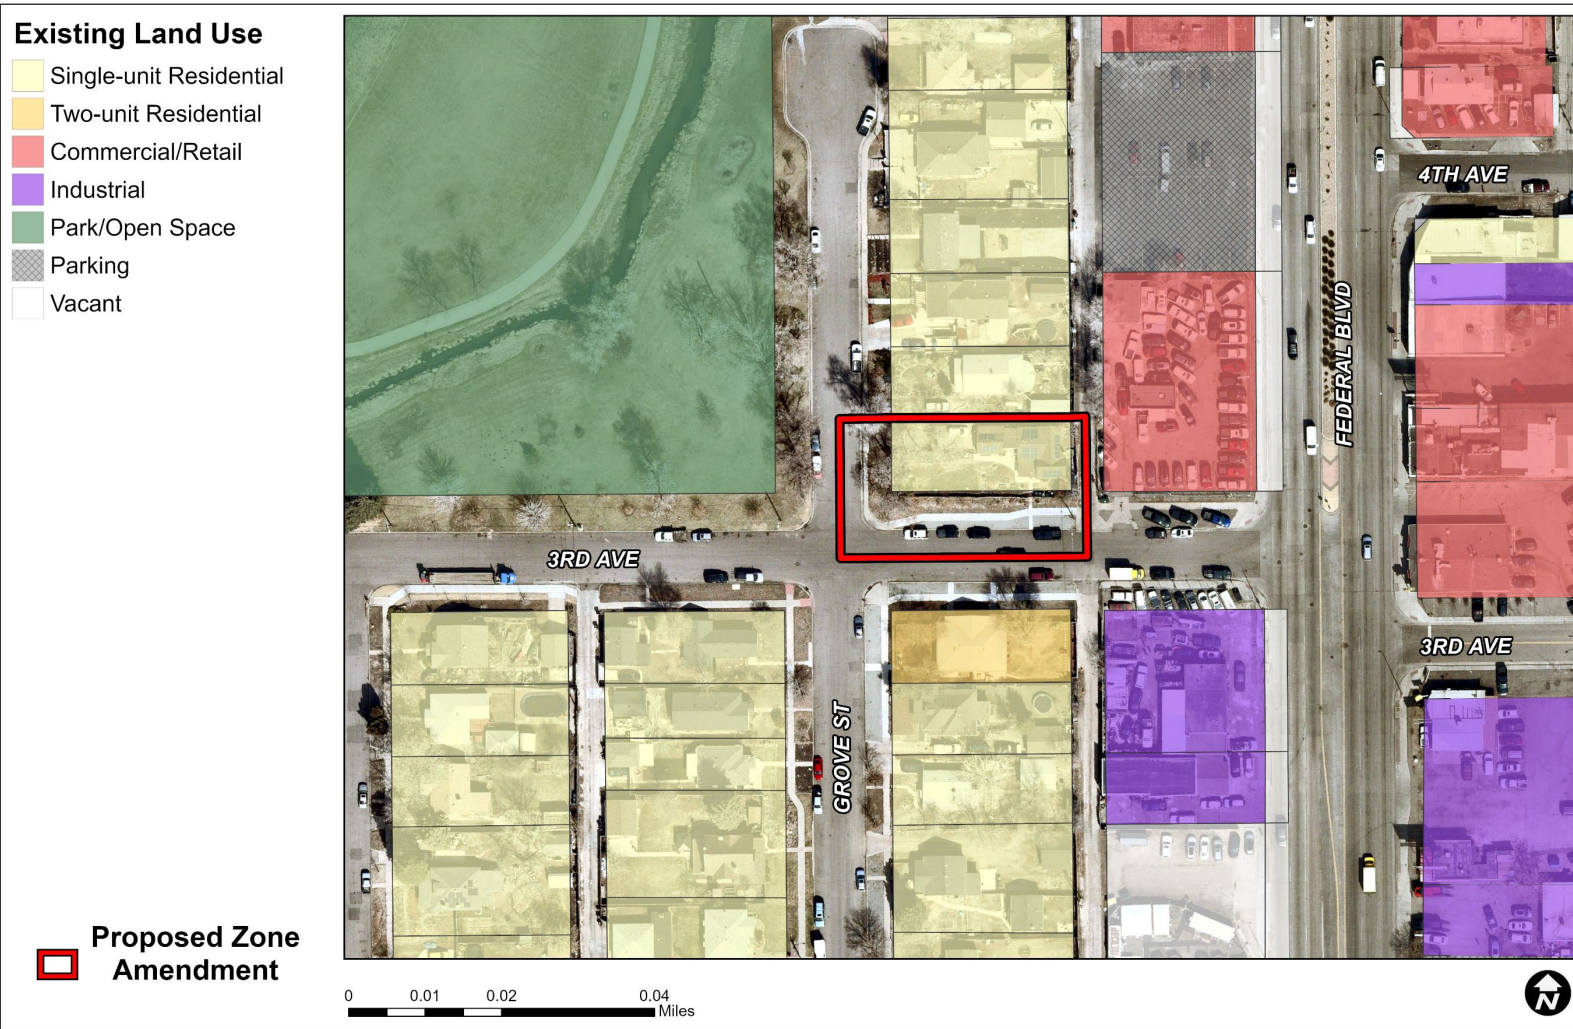 Existing Land Use
Single-unit Residential
Two-unit Residential
Commercial/Retail
Industrial
Park/Open Space
Parking
Vacant
4TH AVE
FEDERAL BLVD
3RD AVE
3RD AVE
GROVE ST
Proposed Zone
Amendment
0 0.01 0.02 0.04
Miles
N